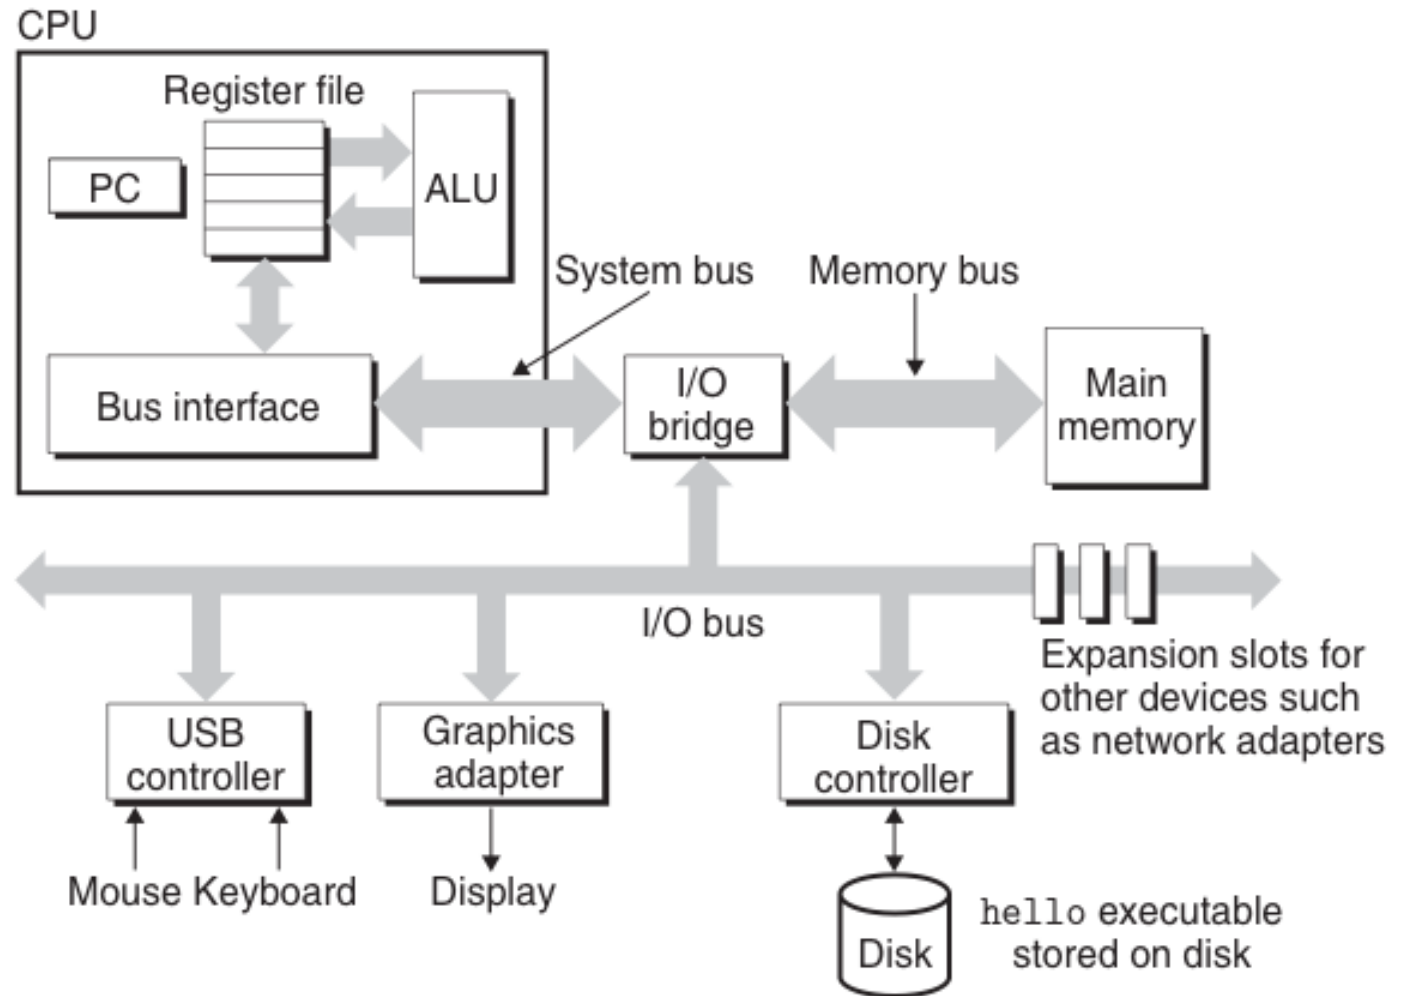 CPU
Register file
PC
ALU
System bus
Memory bus
Bus interface
I/O
bridge
Main
memory
I/O bus
Expansion slots for
other devices such
as network adapters
USB
controller
Graphics
adapter
Disk
controller
Mouse Keyboard
Display
Disk
hello executable
stored on disk